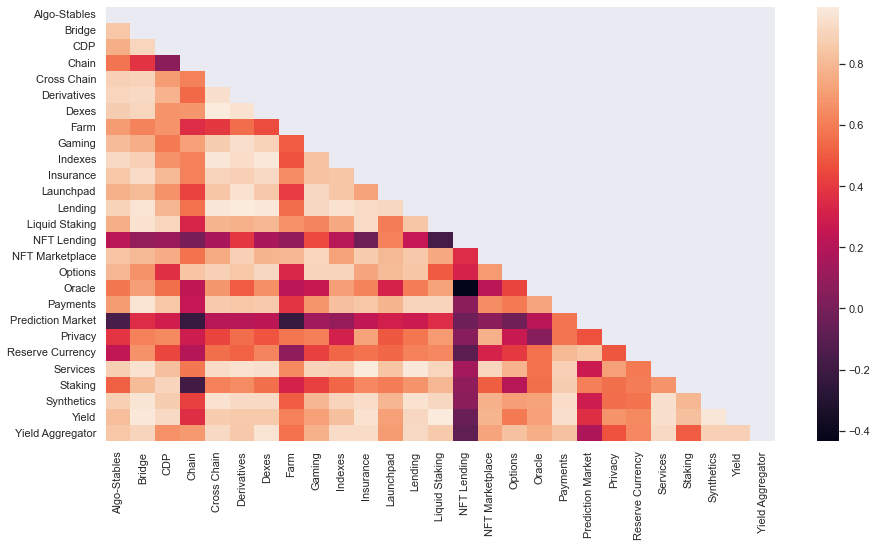 Algo-Stables
Bridge
CDP
Chain
Cross Chain
Derivatives
Dexes
Farm
Gaming
Indexes
Insurance
Launchpad
Lending
Liquid Staking
NFT Lending
NFT Marketplace
Options
Oracle
Payments
Prediction Market
Privacy
Reserve Currency
Services
Staking
Synthetics
Yield
Yield Aggregator
Algo-Stables
Bridge
CDP
Chain
Cross Chain
Derivatives
Dexes
Farm
Gaming
Indexes
Insurance
Launchpad
Lending
Liquid Staking
NFT Lending
NFT Marketplace
Options
Oracle
Payments
Prediction Market
Privacy
Reserve Currency
Services
Staking
Synthetics
Yield
Yield Aggregator
0.8
0.6
0.4
0.2
0.0
−0.2
−0.4